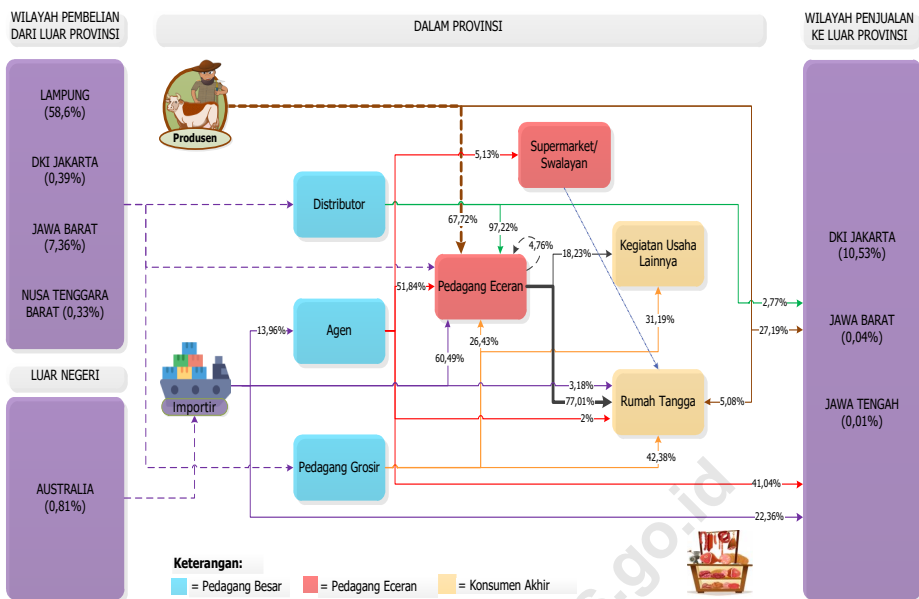 WILAYAH PEMBELIAN
DARI LUAR PROVINSI
DALAM PROVINSI
WILAYAH PENJUALAN
KE LUAR PROVINSI
LAMPUNG
(58,6%)
DKI JAKARTA
(0,39%)
JAWA BARAT
(7,36%)
NUSA TENGGARA
BARAT (0,33%)
LUAR NEGERI
AUSTRALIA
(0,81%)
Produsen
Importir
Distributor
Agen
Pedagang Grosir
Supermarket/
Swalayan
Pedagang Eceran
Kegiatan Usaha
Lainnya
Rumah Tangga
5,13%
67,72%
97,22%
4,76%
18,23%
51,84%
13,96%
60,49%
26,43%
31,19%
3,18%
77,01%
2%
42,38%
2,77%
27,19%
5,08%
41,04%
22,36%
DKI JAKARTA
(10,53%)
JAWA BARAT
(0,04%)
JAWA TENGAH
(0,01%)
Keterangan:
= Pedagang Besar
= Pedagang Eceran
= Konsumen Akhir
s.go.id